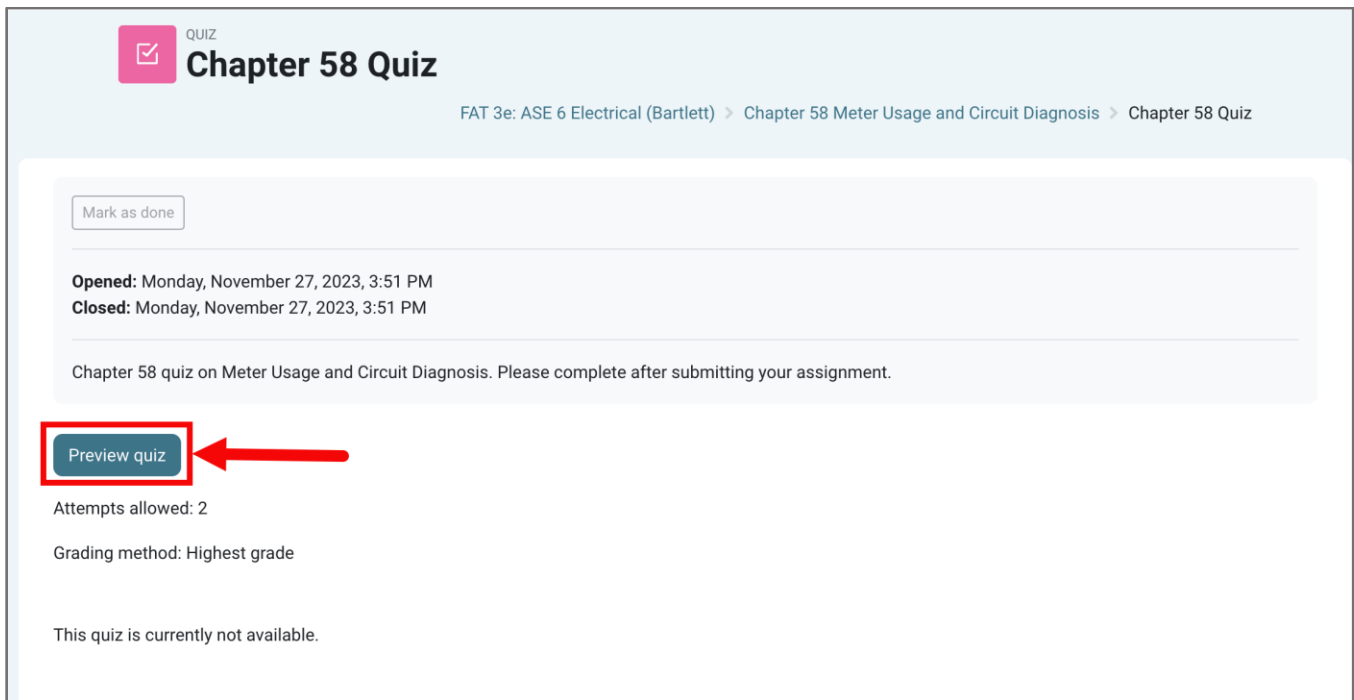 QUIZ
Chapter 58 Quiz
FAT 3e: ASE 6 Electrical (Bartlett) > Chapter 58 Meter Usage and Circuit Diagnosis > Chapter 58 Quiz
Mark as done
Opened: Monday, November 27, 2023, 3:51 PM
Closed: Monday, November 27, 2023, 3:51 PM
Chapter 58 quiz on Meter Usage and Circuit Diagnosis. Please complete after submitting your assignment.
Preview quiz
Attempts allowed: 2
Grading method: Highest grade
This quiz is currently not available.